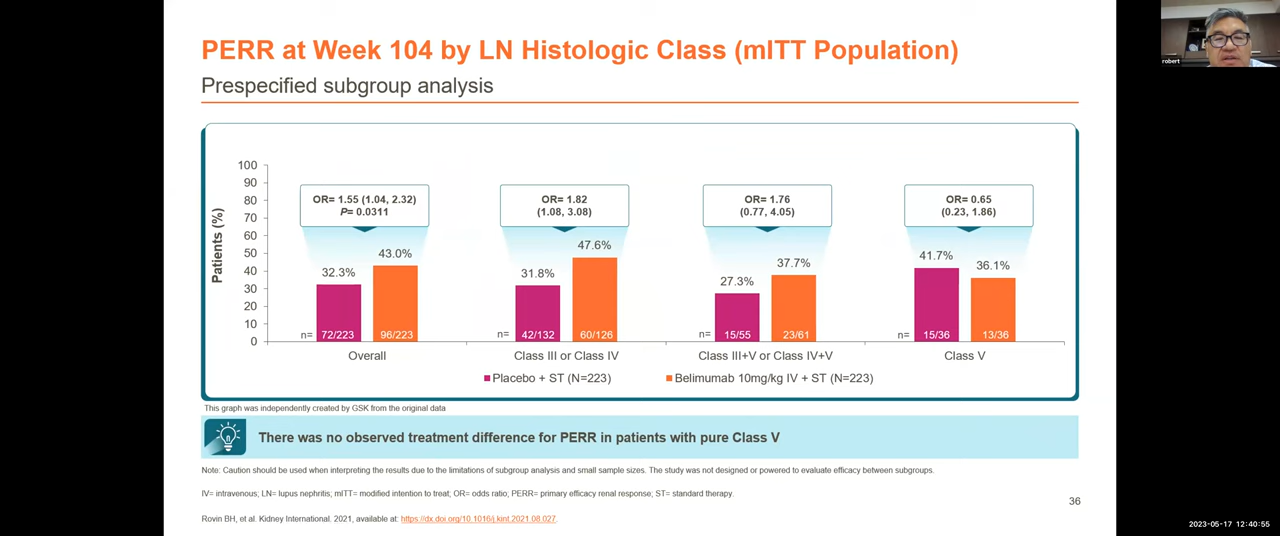 PERR at Week 104 by LN Histologic Class (mITT Population)
robert
Prespecified subgroup analysis
100
90
80
70
60
50
40
30
20
10
0
Patients (%)
OR= 1.55 (1.04, 2.32)
P= 0.0311
OR= 1.82
(1.08, 3.08)
OR= 1.76
(0.77, 4.05)
OR= 0.65
(0.23, 1.86)
32.3% 43.0% 31.8% 47.6% 27.3% 37.7% 41.7% 36.1%
n= 72/223 96/223 n= 42/132 60/126 n= 15/55 23/61 n= 15/36 13/36
Overall Class III or Class IV Class III+V or Class IV+V Class V
Placebo + ST (N=223) Belimumab 10mg/kg IV + ST (N=223)
This graph was independently created by GSK from the original data
There was no observed treatment difference for PERR in patients with pure Class V
Note: Caution should be used when interpreting the results due to the limitations of subgroup analysis and small sample sizes. The study was not designed or powered to evaluate efficacy between subgroups.
IV= intravenous; LN= lupus nephritis; mITT= modified intention to treat; OR= odds ratio; PERR= primary efficacy renal response; ST= standard therapy.
36
Rovin BH, et al. Kidney International. 2021, available at: https://dx.doi.org/10.1016/j.kint.2021.08.027.
2023-05-17 12:40:55